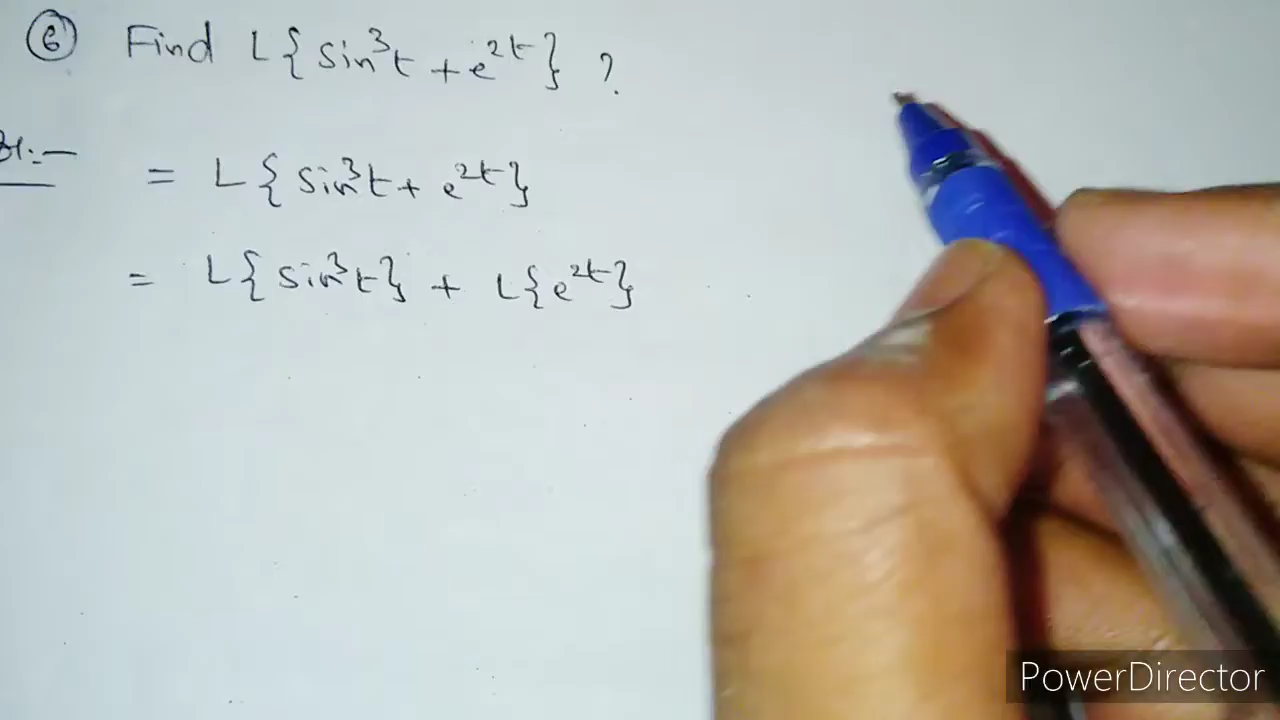 ⑥ Find L{sin³t + e²ᵗ} ?
= L{sin³t + e²ᵗ}
= L{sin³t} + L{e²ᵗ}
PowerDirector